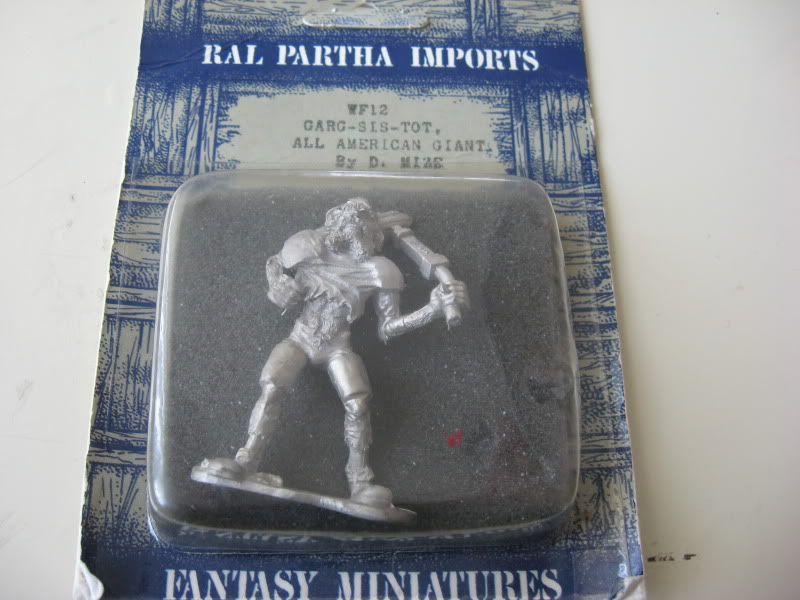 RAL PARTHA IMPORTS
WF12
GARG-SIS-TOT,
ALL AMERICAN GIANT.
By D. MIZE
FANTASY MINIATURES